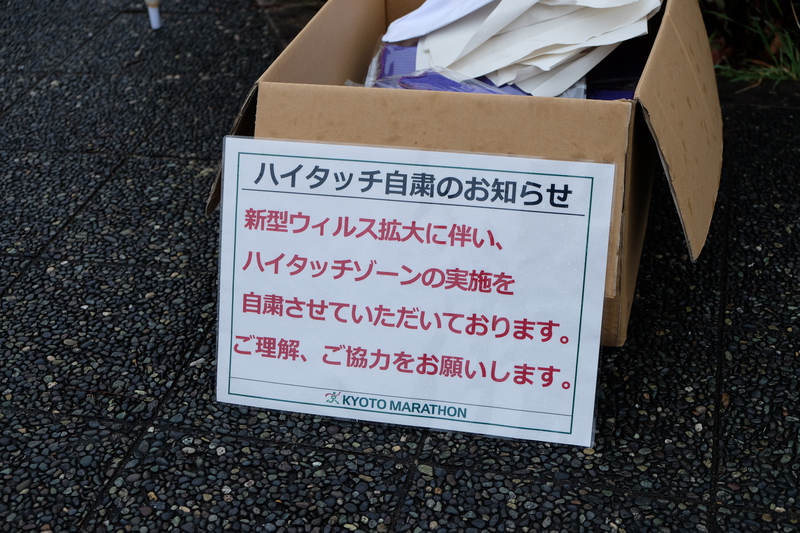 ハイタッチ自粛のお知らせ
新型ウィルス拡大に伴い、
ハイタッチゾーンの実施を
自粛させていただいております。
ご理解、ご協力をお願いします。
KYOTO MARATHON